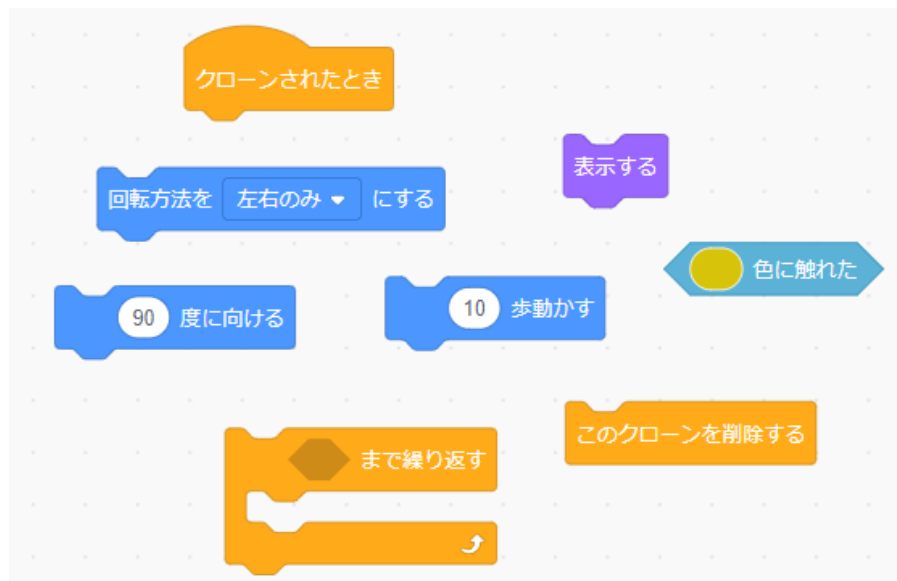 クローンされたとき
表示する
回転方法を 左右のみ にする
色に触れた
90 度に向ける
10 歩動かす
このクローンを削除する
まで繰り返す